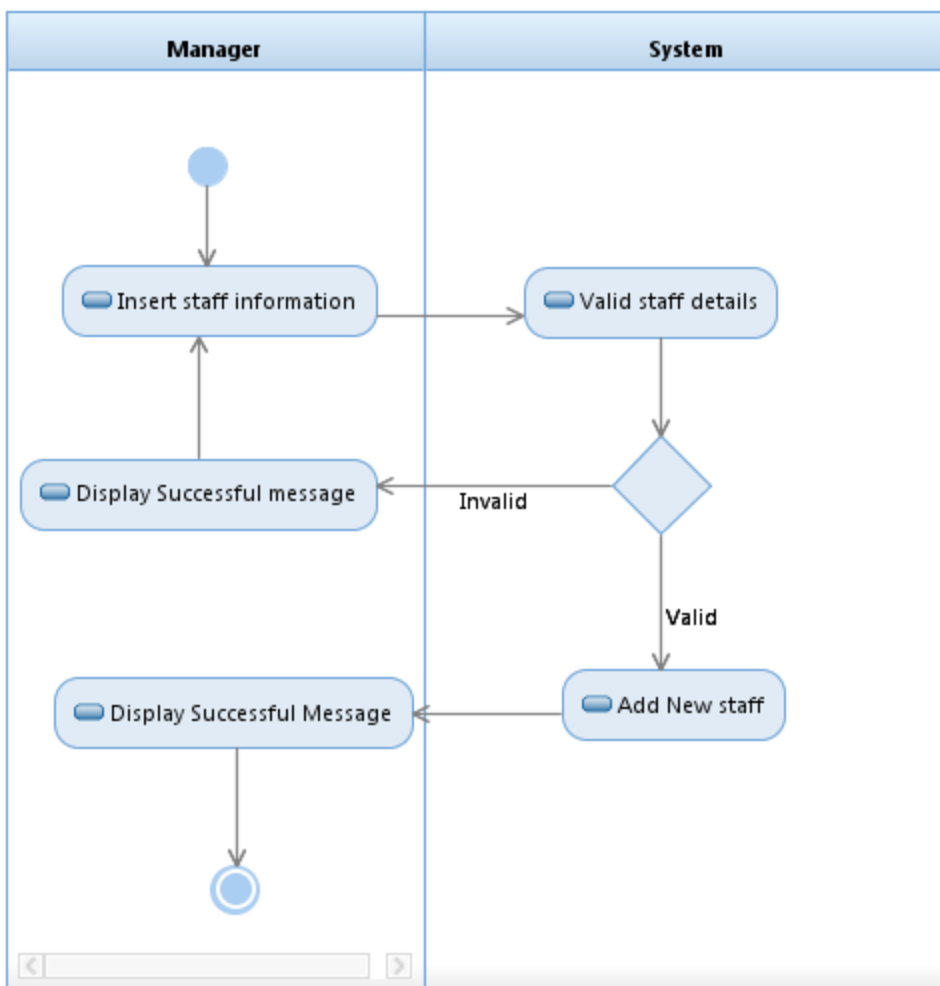 Manager
System
Insert staff information
Valid staff details
Display Successful message
Invalid
Valid
Display Successful Message
Add New staff